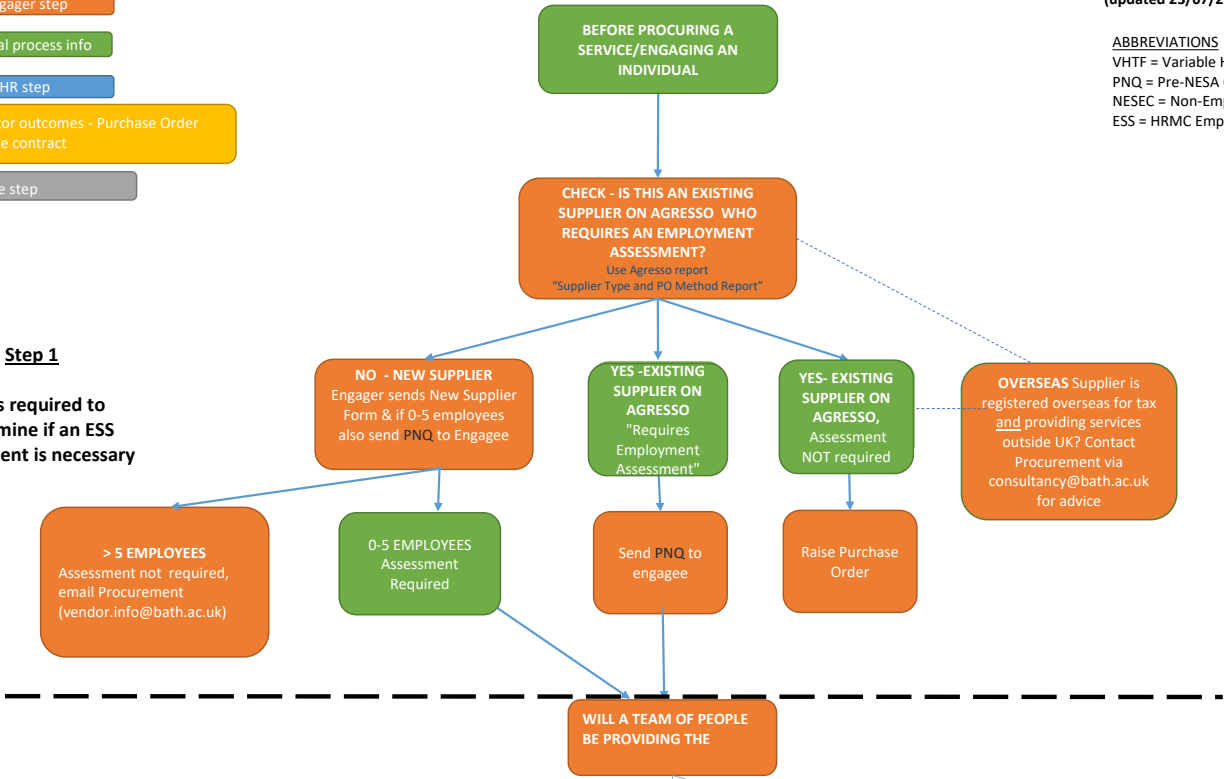 gager step
al process info
HR step
tor outcomes - Purchase Order
e contract
e step
(updated 23/07/2
ABBREVIATIONS
VHTF = Variable H
PNQ = Pre-NESA
NESEC = Non-Emp
ESS = HRMC Emp
BEFORE PROCURING A
SERVICE/ENGAGING AN
INDIVIDUAL
CHECK - IS THIS AN EXISTING
SUPPLIER ON AGRESSO WHO
REQUIRES AN EMPLOYMENT
ASSESSMENT?
Use Agresso report
“Supplier Type and PO Method Report”
Step 1
s required to
mine if an ESS
ent is necessary
NO - NEW SUPPLIER
Engager sends New Supplier
Form & if 0-5 employees
also send PNQ to Engagee
YES -EXISTING
SUPPLIER ON
AGRESSO
"Requires
Employment
Assessment"
YES- EXISTING
SUPPLIER ON
AGRESSO,
Assessment
NOT required
OVERSEAS Supplier is
registered overseas for tax
and providing services
outside UK? Contact
Procurement via
consultancy@bath.ac.uk
for advice
> 5 EMPLOYEES
Assessment not required,
email Procurement
(vendor.info@bath.ac.uk)
0-5 EMPLOYEES
Assessment
Required
Send PNQ to
engagee
Raise Purchase
Order
WILL A TEAM OF PEOPLE
BE PROVIDING THE